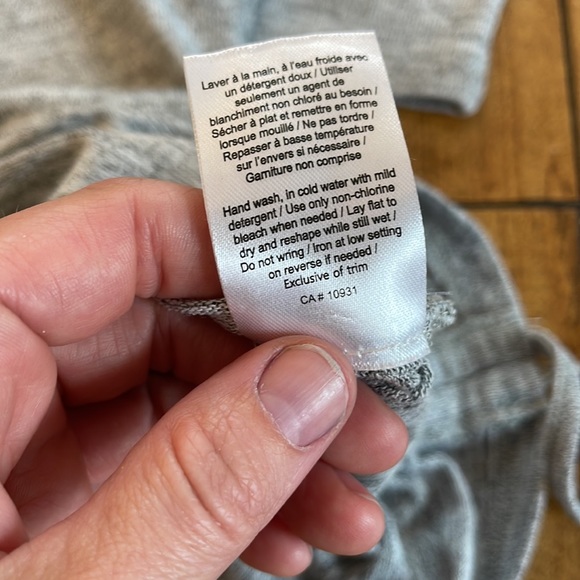 Laver à la main, à l'eau froide avec
un détergent doux / Utiliser
seulement un agent de
blanchiment non chloré au besoin /
Sécher à plat et remettre en forme
lorsque mouillé / Ne pas tordre /
Repasser à basse température
sur l'envers si nécessaire /
Garniture non comprise
Hand wash, in cold water with mild
detergent / Use only non-chlorine
bleach when needed / Lay flat to
dry and reshape while still wet /
Do not wring / Iron at low setting
on reverse if needed /
Exclusive of trim
CA# 10931